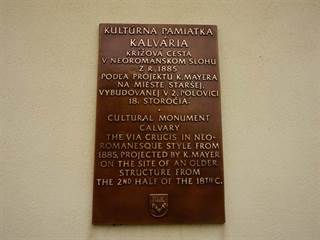 KULTÚRNA PAMIATKA
KALVÁRIA
KRÍŽOVÁ CESTA
V NEOROMÁNSKOM SLOHU
Z R. 1885
PODĽA PROJEKTU K. MAYERA
NA MIESTE STARŠEJ,
VYBUDOVANEJ V 2. POLOVICI
18. STOROČIA.
CULTURAL MONUMENT
CALVARY
THE VIA CRUCIS IN NEO-
ROMANESQUE STYLE FROM
1885, PROJECTED BY K. MAYER
ON THE SITE OF AN OLDER
STRUCTURE FROM
THE 2ND HALF OF THE 18TH C.